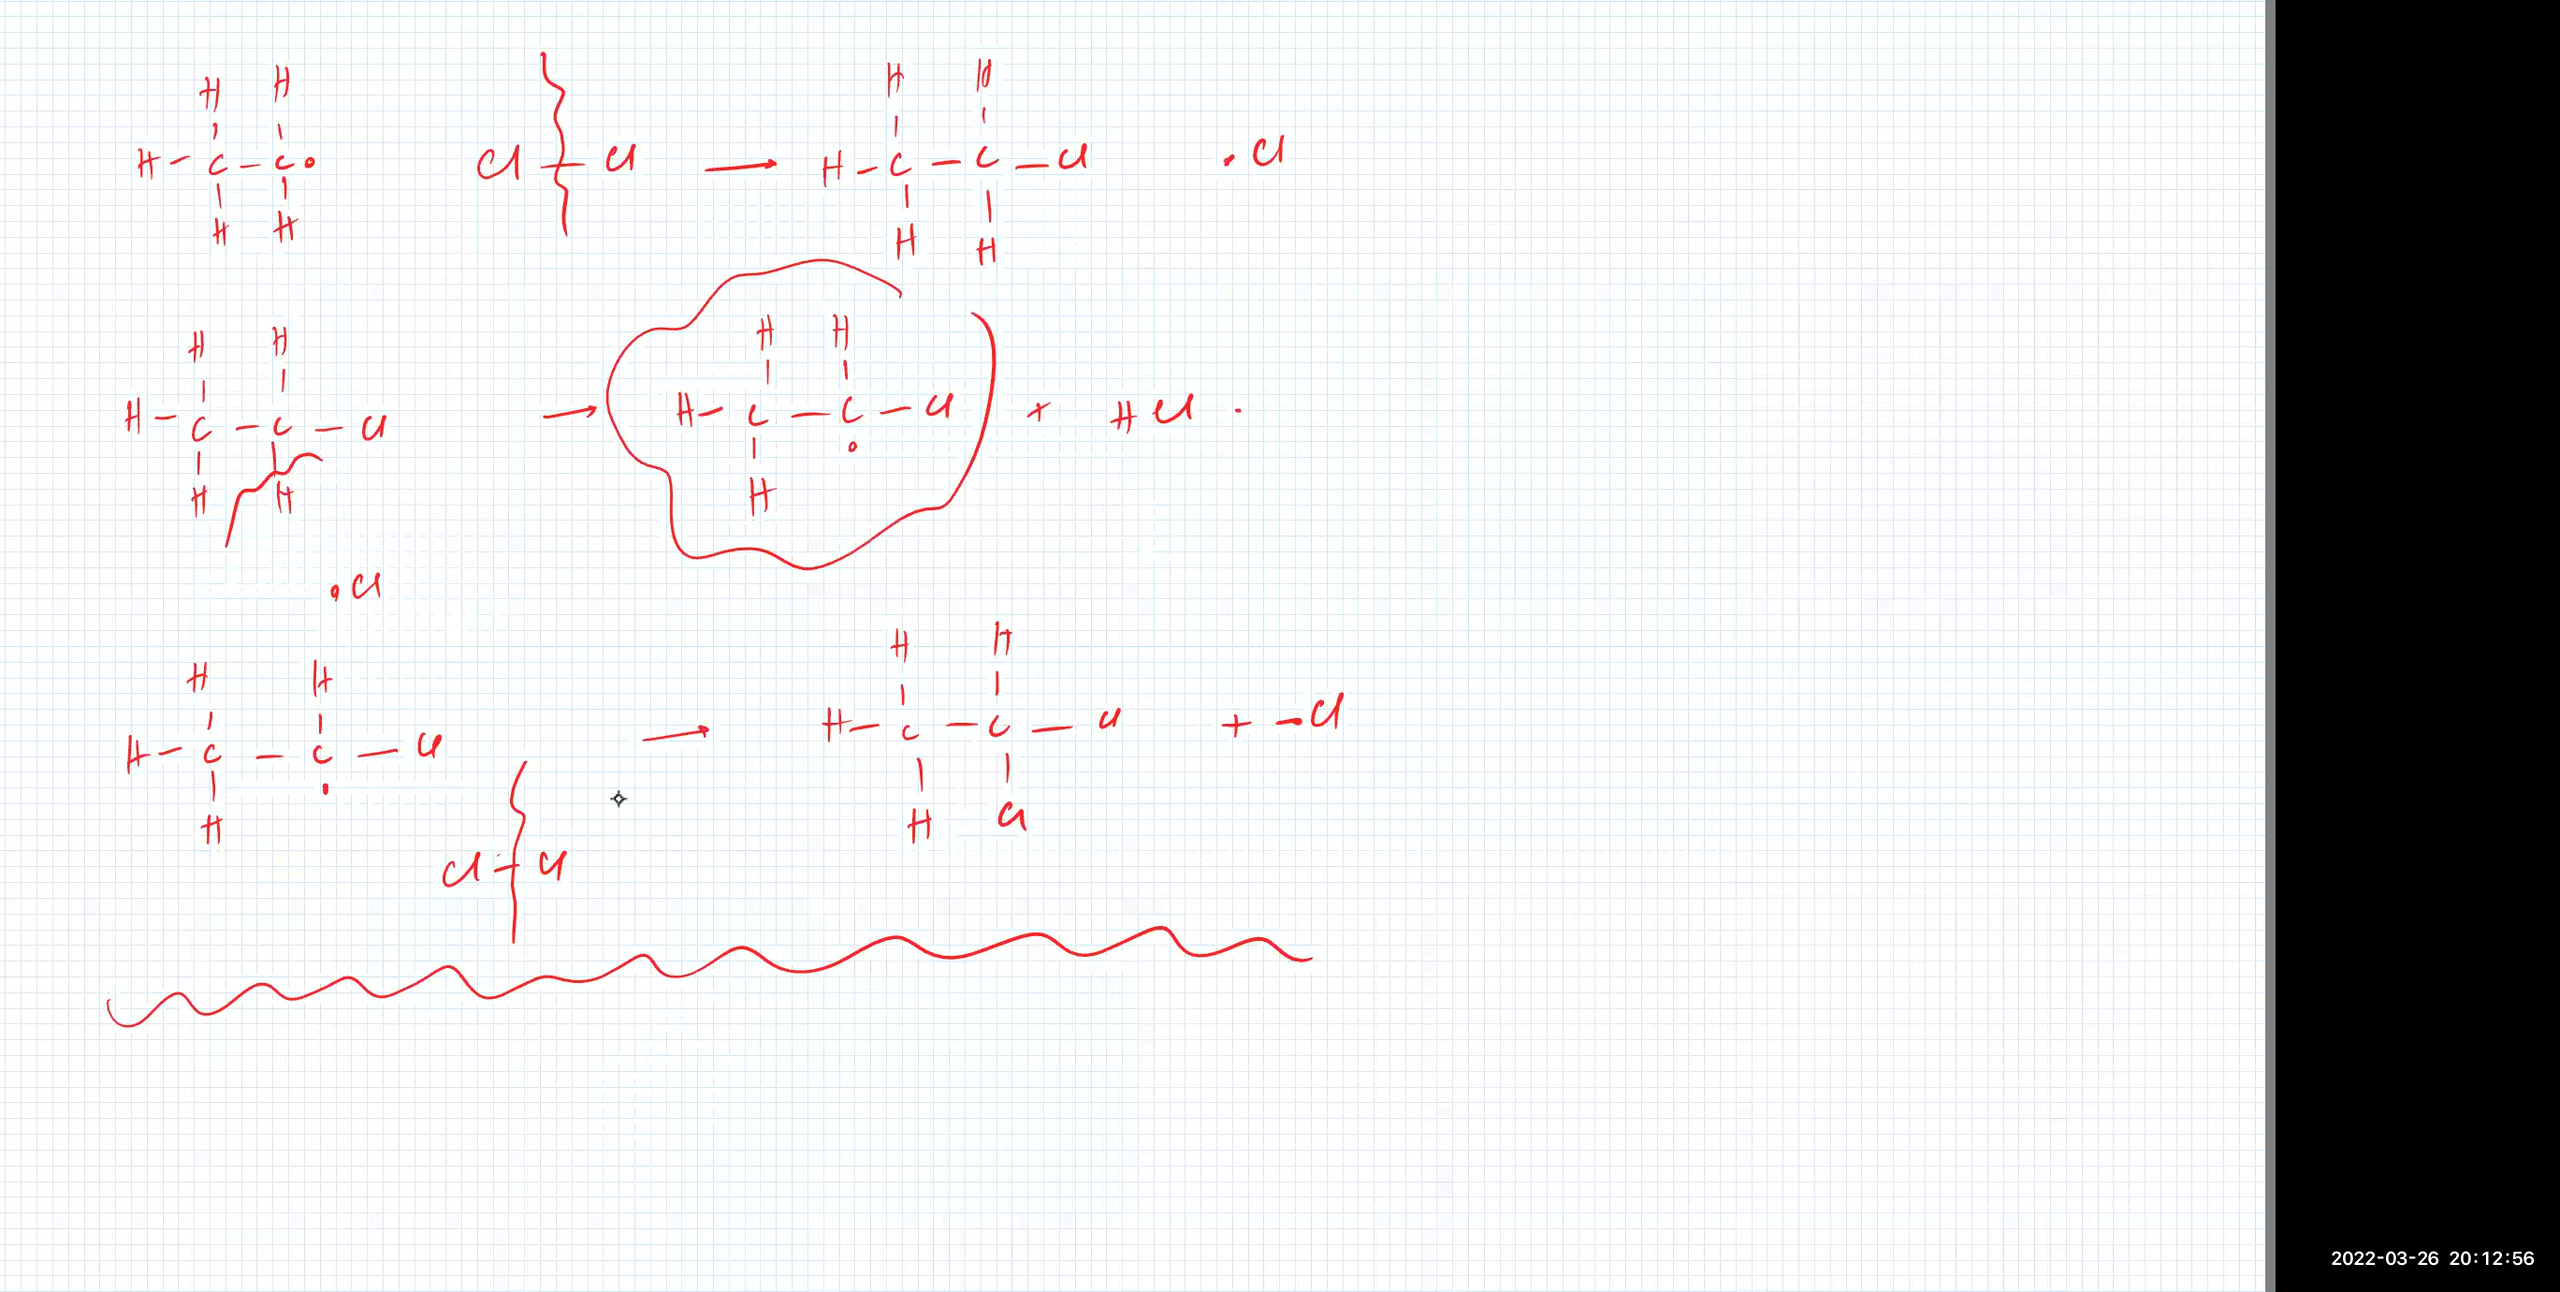 H H H H
H - C - C • Cl - Cl → H - C - C - Cl • Cl
H H H H
H H H H
H - C - C - Cl → H - C - C - Cl + HCl .
•
H H H
• Cl
H H H H
H - C - C - Cl → H - C - C - Cl + • Cl
•
H H Cl
Cl - Cl
2022-03-26 20:12:56